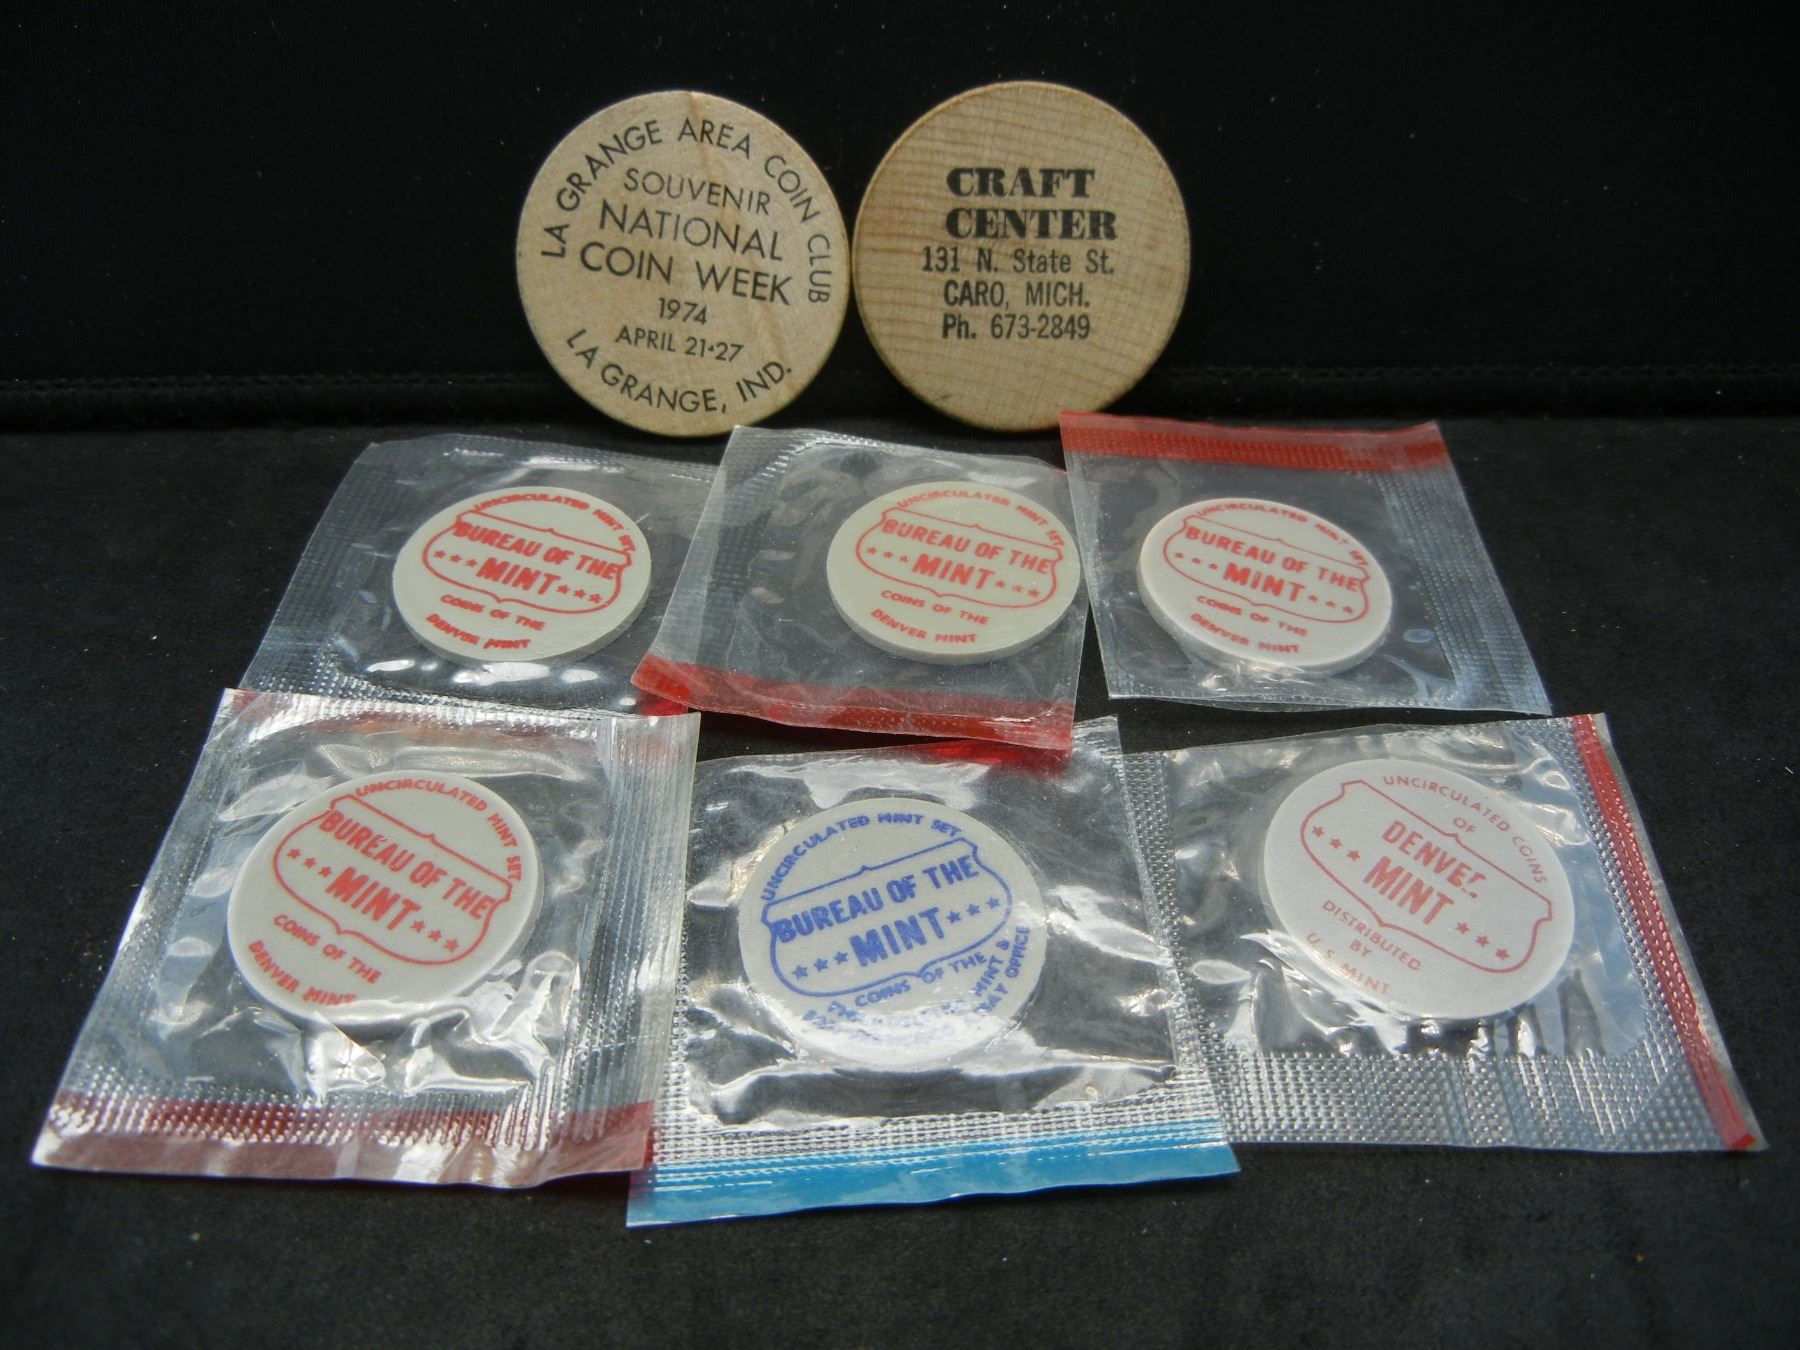 LA GRANGE AREA COIN CLUB
SOUVENIR
NATIONAL
COIN WEEK
1974
APRIL 21-27
LA GRANGE, IND.
CRAFT
CENTER
131 N. State St.
CARO, MICH.
Ph. 673-2849
UNCIRCULATED MINT SET
BUREAU OF THE
MINT
COINS OF THE
DENVER MINT
UNCIRCULATED MINT SET
BUREAU OF THE
MINT
COINS OF THE
DENVER MINT
UNCIRCULATED MINT SET
BUREAU OF THE
MINT
COINS OF THE
DENVER MINT
UNCIRCULATED MINT SET
BUREAU OF THE
MINT
COINS OF THE
DENVER MINT
UNCIRCULATED MINT SET
BUREAU OF THE
MINT
COINS OF THE
MINT &
OFFICE
UNCIRCULATED COINS
OF
DENVER
MINT
DISTRIBUTED
BY
U.S. MINT